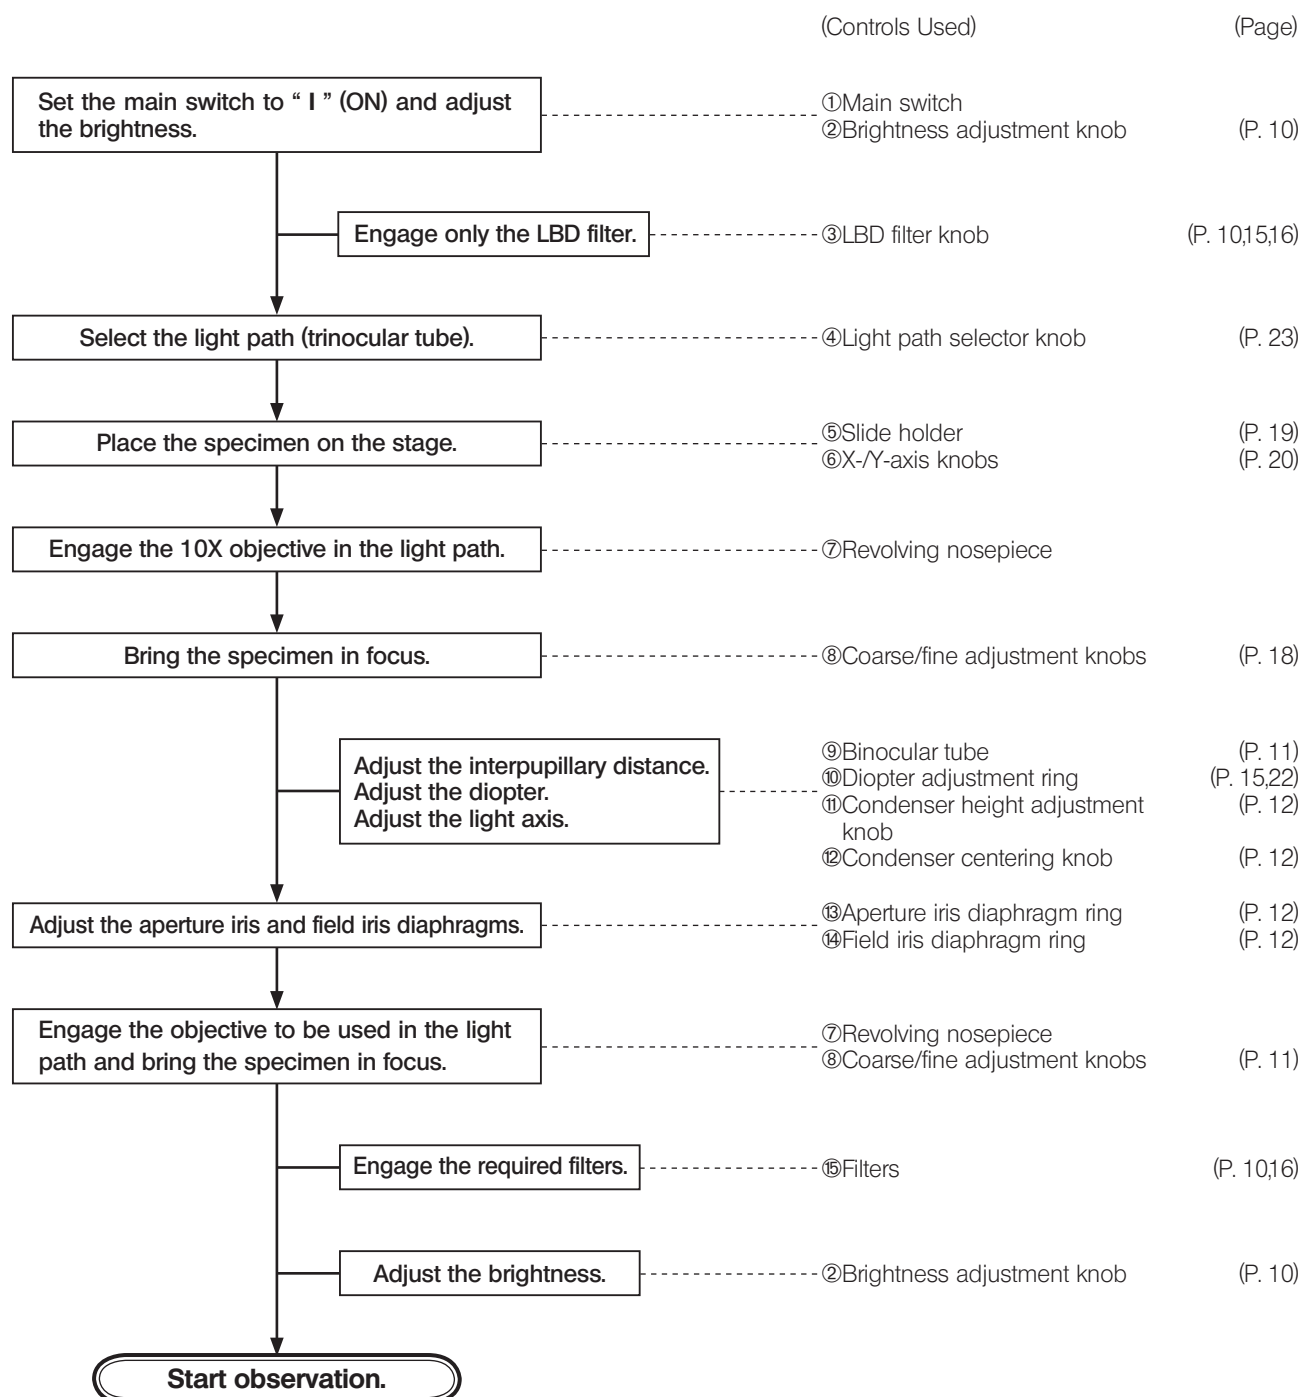 (Controls Used) (Page)
Set the main switch to “ I ” (ON) and adjust
the brightness.
①Main switch
②Brightness adjustment knob (P. 10)
Engage only the LBD filter.
③LBD filter knob (P. 10,15,16)
Select the light path (trinocular tube).
④Light path selector knob (P. 23)
Place the specimen on the stage.
⑤Slide holder (P. 19)
⑥X-/Y-axis knobs (P. 20)
Engage the 10X objective in the light path.
⑦Revolving nosepiece
Bring the specimen in focus.
⑧Coarse/fine adjustment knobs (P. 18)
Adjust the interpupillary distance.
Adjust the diopter.
Adjust the light axis.
⑨Binocular tube (P. 11)
⑩Diopter adjustment ring (P. 15,22)
⑪Condenser height adjustment (P. 12)
knob
⑫Condenser centering knob (P. 12)
Adjust the aperture iris and field iris diaphragms.
⑬Aperture iris diaphragm ring (P. 12)
⑭Field iris diaphragm ring (P. 12)
Engage the objective to be used in the light
path and bring the specimen in focus.
⑦Revolving nosepiece
⑧Coarse/fine adjustment knobs (P. 11)
Engage the required filters.
⑮Filters (P. 10,16)
Adjust the brightness.
②Brightness adjustment knob (P. 10)
Start observation.